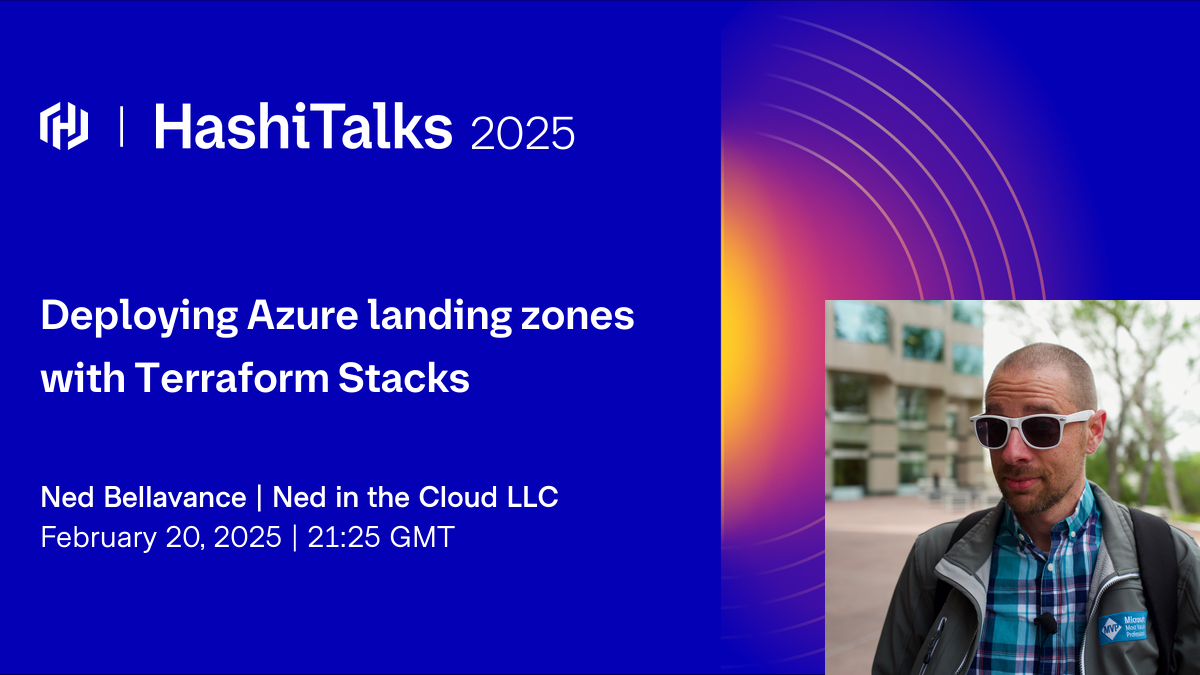 HashiTalks 2025
Deploying Azure landing zones
with Terraform Stacks
Ned Bellavance | Ned in the Cloud LLC
February 20, 2025 | 21:25 GMT
MVP